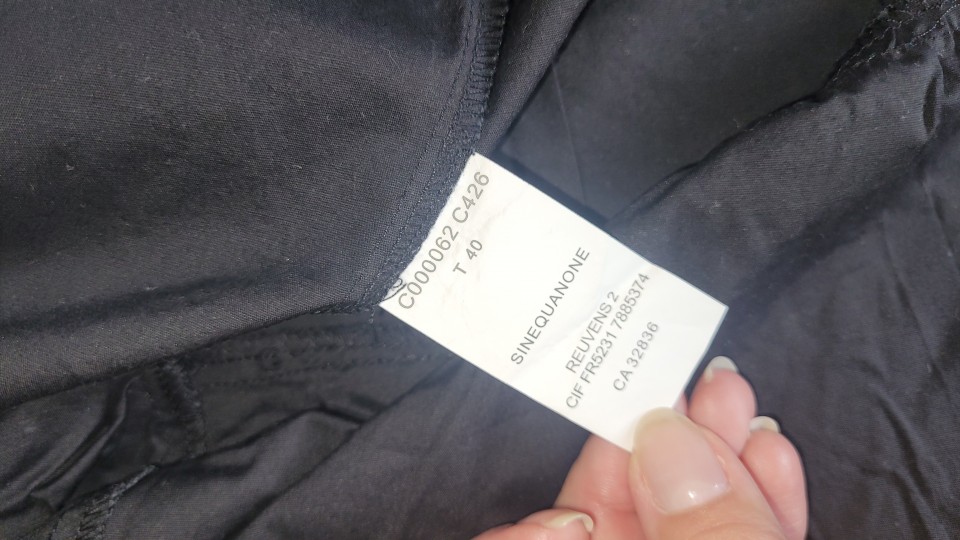 C000062 C426
T 40
SINEQUANONE
REUVENS 2
CIF FR5231 7885374
CA 32836